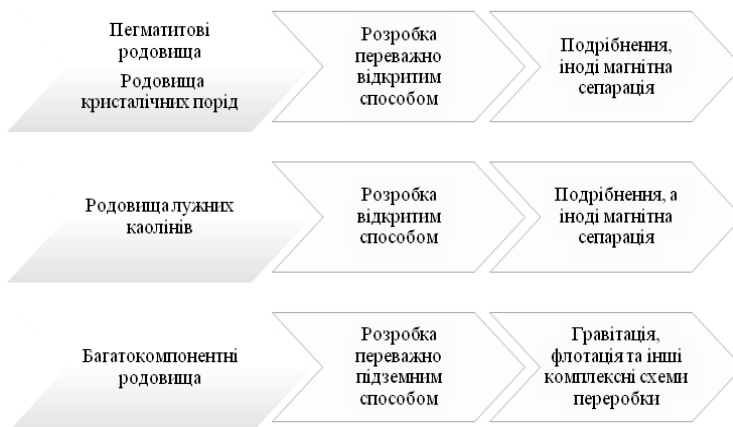 Пегматитові
родовища
Родовища
кристалічних порід
Розробка
переважно
відкритим
способом
Подрібнення,
іноді магнітна
сепарація
Родовища лужних
каолінів
Розробка
відкритим
способом
Подрібнення, а
іноді магнітна
сепарація
Багатокомпонентні
родовища
Розробка
переважно
підземним
способом
Гравітація,
флотація та інші
комплексні схеми
переробки